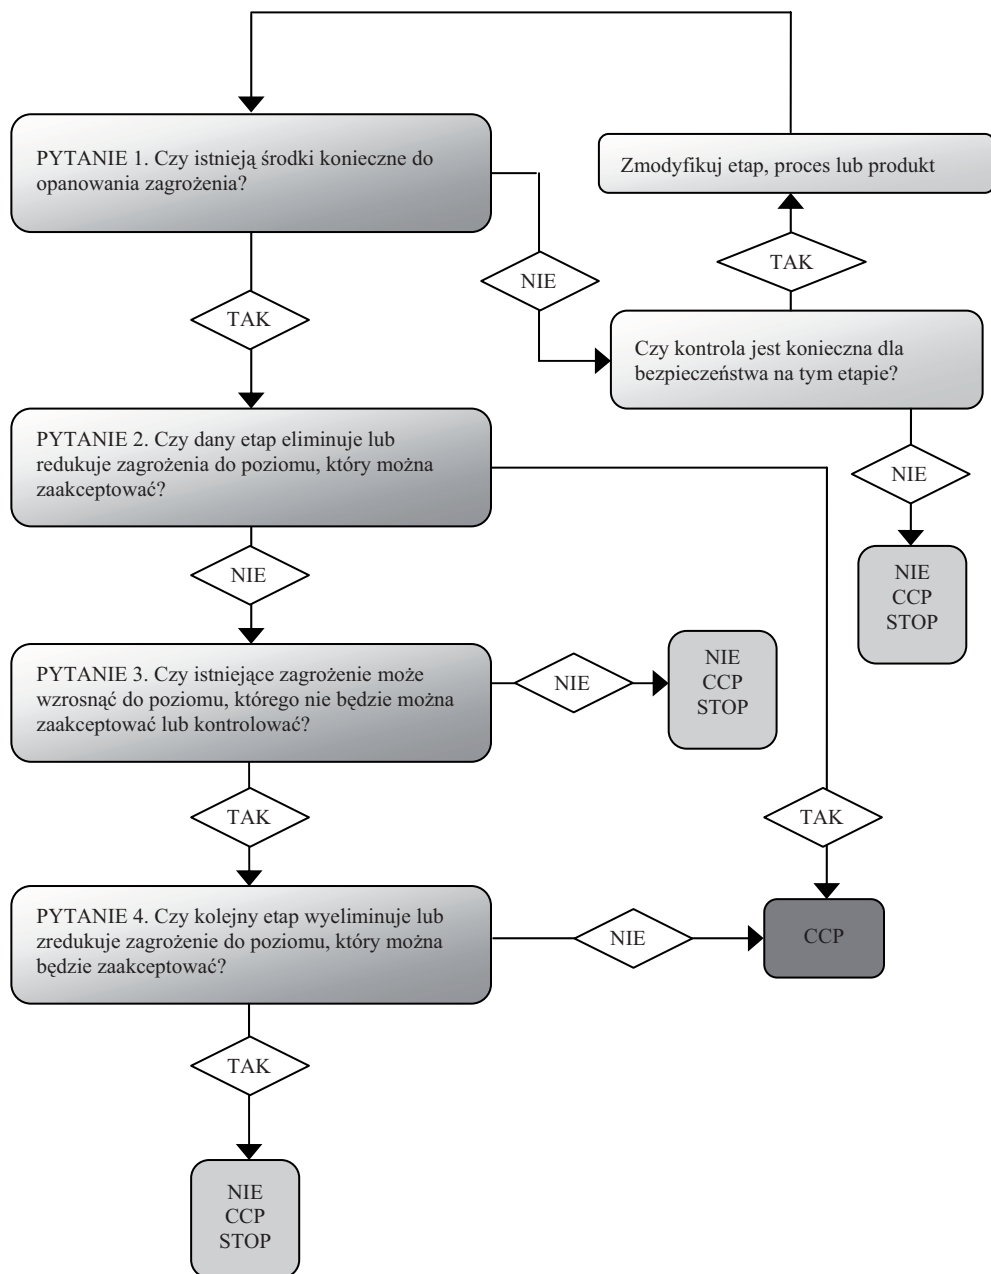 PYTANIE 1. Czy istnieją środki konieczne do
opanowania zagrożenia?
Zmodyfikuj etap, proces lub produkt
TAK
NIE
TAK
Czy kontrola jest konieczna dla
bezpieczeństwa na tym etapie?
PYTANIE 2. Czy dany etap eliminuje lub
redukuje zagrożenia do poziomu, który można
zaakceptować?
NIE
NIE
CCP
STOP
NIE
PYTANIE 3. Czy istniejące zagrożenie może
wzrosnąć do poziomu, którego nie będzie można
zaakceptować lub kontrolować?
NIE
NIE
CCP
STOP
TAK
TAK
PYTANIE 4. Czy kolejny etap wyeliminuje lub
zredukuje zagrożenie do poziomu, który można
będzie zaakceptować?
NIE
CCP
TAK
NIE
CCP
STOP